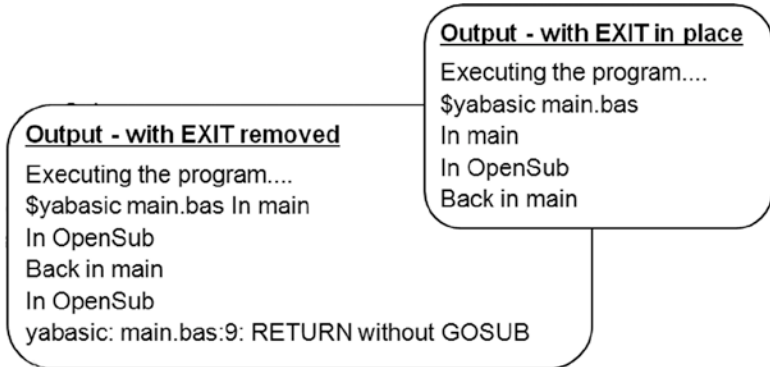 Output - with EXIT in place
Executing the program....
$yabasic main.bas
In main
In OpenSub
Back in main
Output - with EXIT removed
Executing the program....
$yabasic main.bas In main
In OpenSub
Back in main
In OpenSub
yabasic: main.bas:9: RETURN without GOSUB